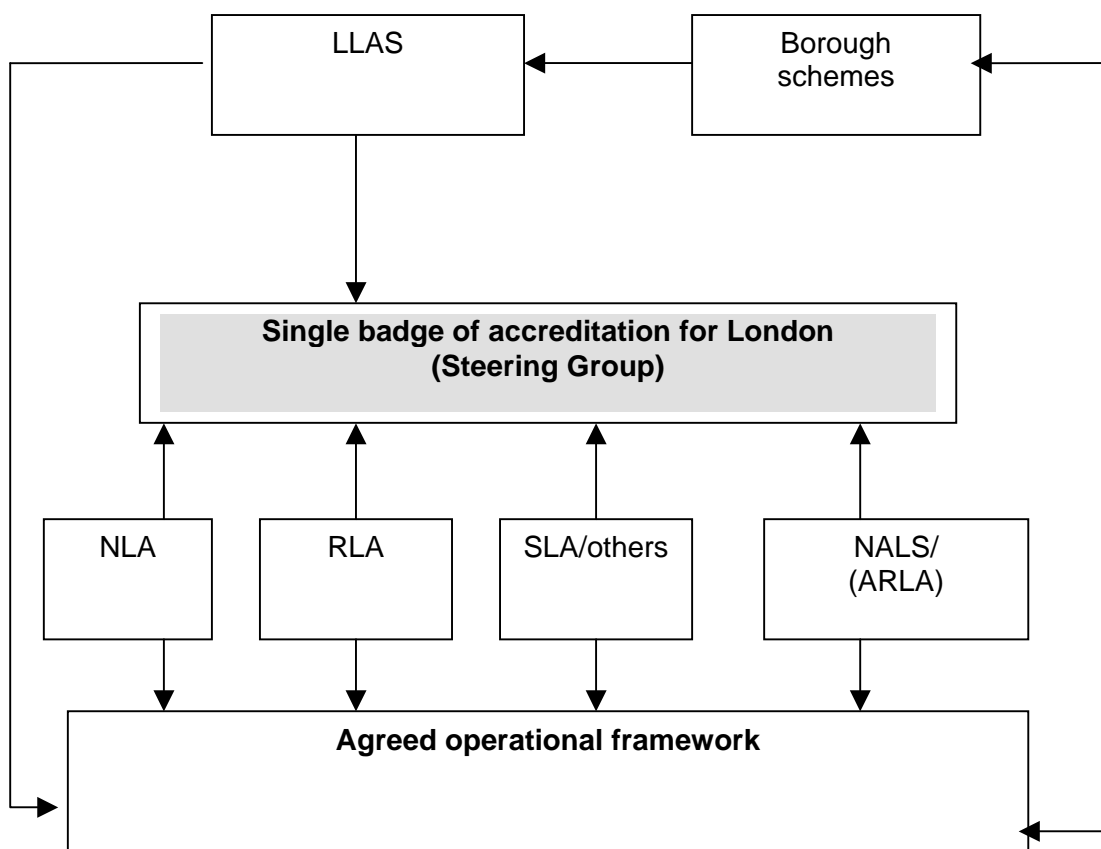 LLAS
Borough
schemes
Single badge of accreditation for London
(Steering Group)
NLA
RLA
SLA/others
NALS/
(ARLA)
Agreed operational framework